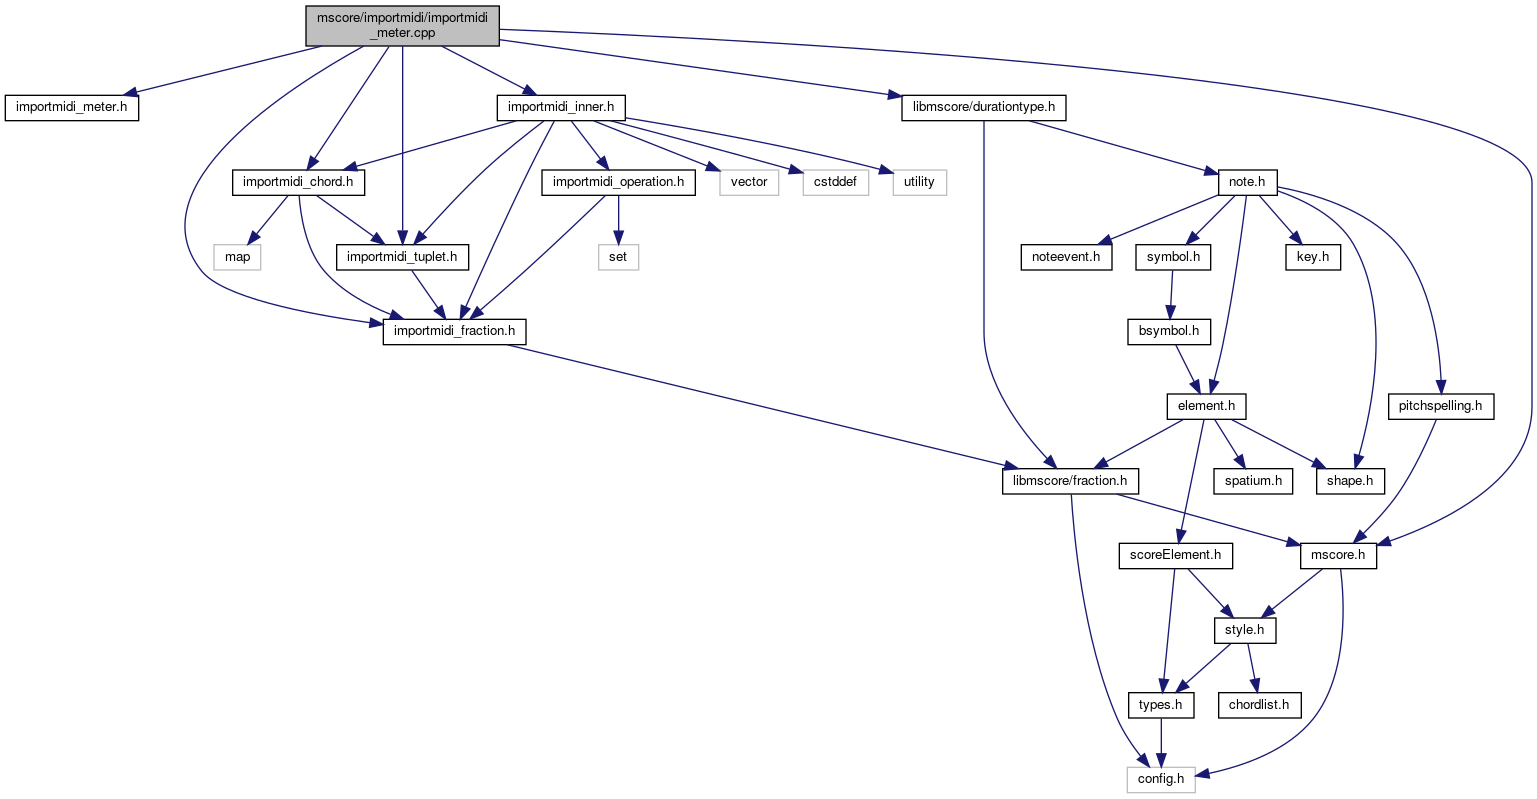 mscore/importmidi/importmidi
_meter.cpp
importmidi_meter.h
importmidi_inner.h
libmscore/durationtype.h
importmidi_chord.h
importmidi_operation.h
vector
cstddef
utility
note.h
map
importmidi_tuplet.h
set
noteevent.h
symbol.h
key.h
importmidi_fraction.h
bsymbol.h
element.h
pitchspelling.h
libmscore/fraction.h
spatium.h
shape.h
scoreElement.h
mscore.h
style.h
types.h
chordlist.h
config.h